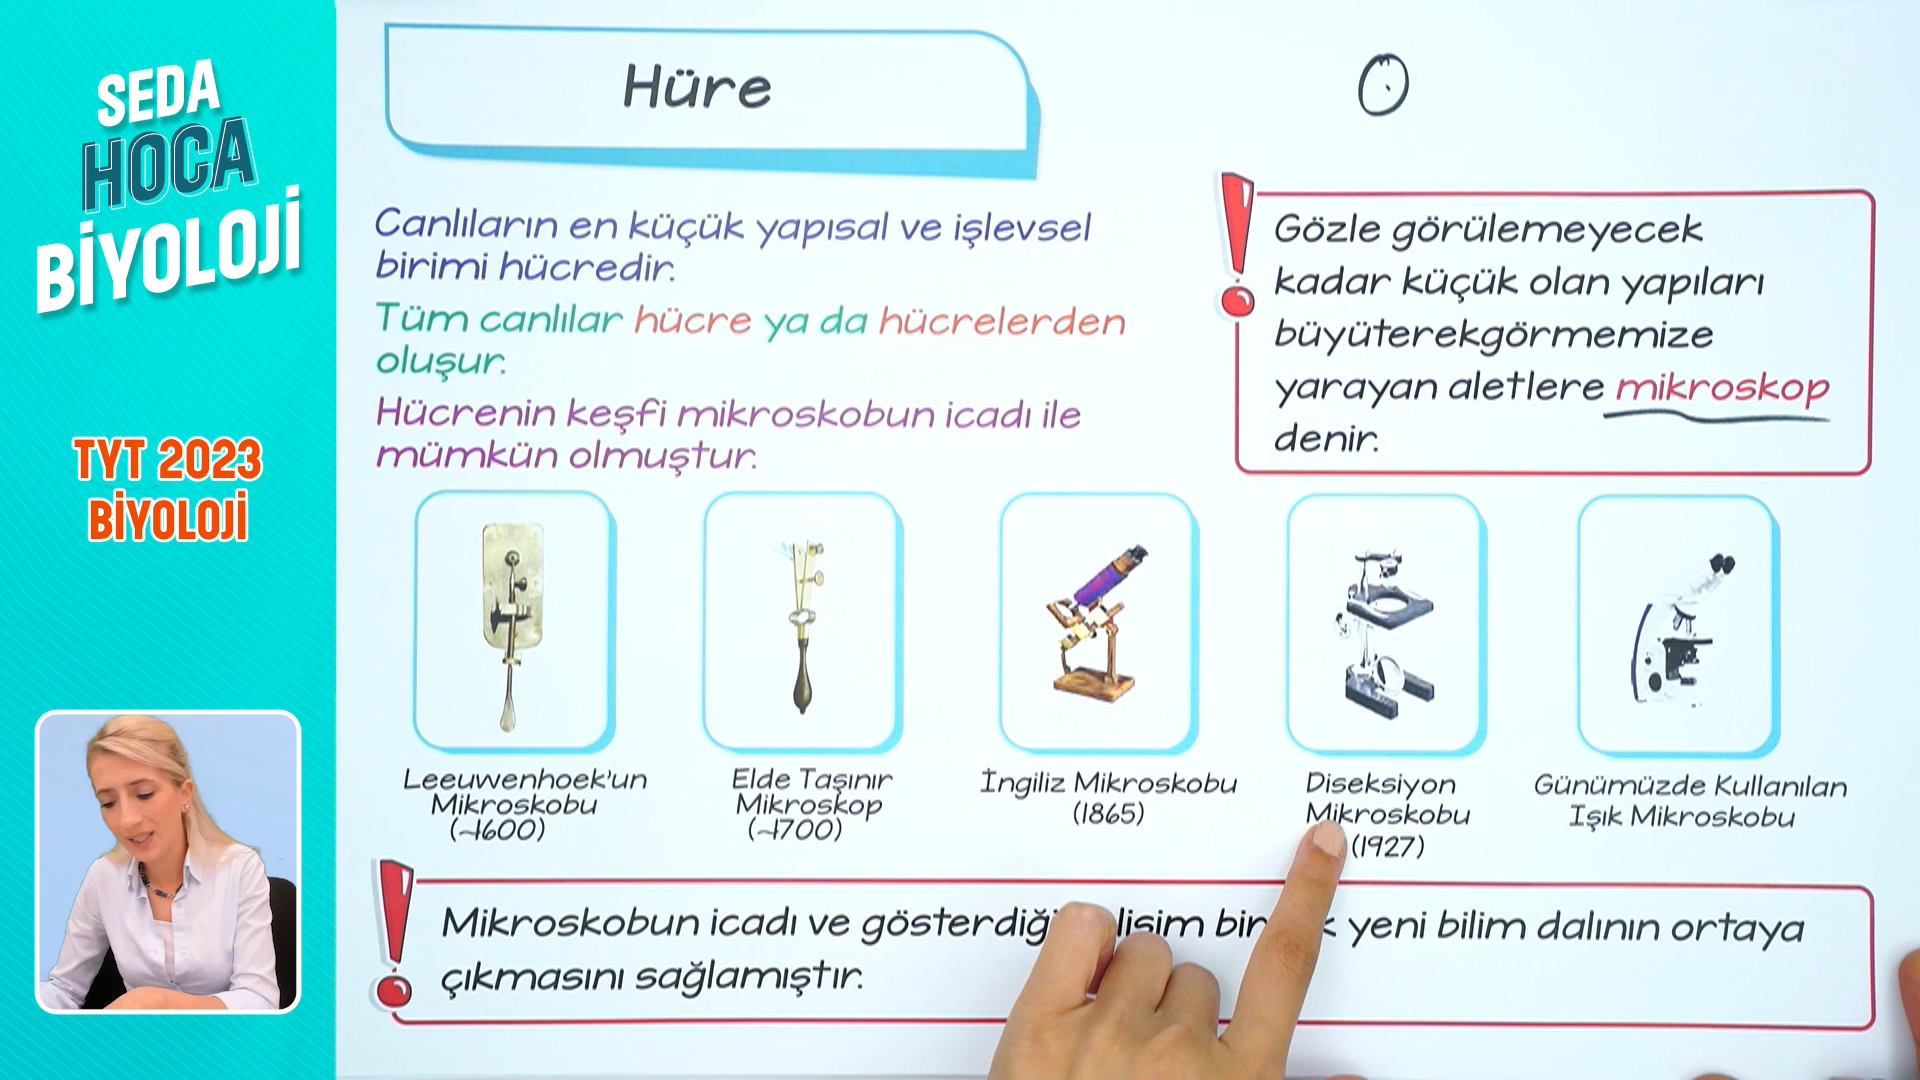 SEDA
HOCA
BİYOLOJİ
TYT 2023
BİYOLOJİ
Hüre
Canlıların en küçük yapısal ve işlevsel
birimi hücredir.
Tüm canlılar hücre ya da hücrelerden
oluşur.
Hücrenin keşfi mikroskobun icadı ile
mümkün olmuştur.
Gözle görülemeyecek
kadar küçük olan yapıları
büyüterekgörmemize
yarayan aletlere mikroskop
denir.
Leeuwenhoek'un
Mikroskobu
(~1600)
Elde Taşınır
Mikroskop
(~1700)
İngiliz Mikroskobu
(1865)
Diseksiyon
Mikroskobu
(1927)
Günümüzde Kullanılan
Işık Mikroskobu
Mikroskobun icadı ve yeni bilim dalının ortaya
çıkmasını sağlamıştır.